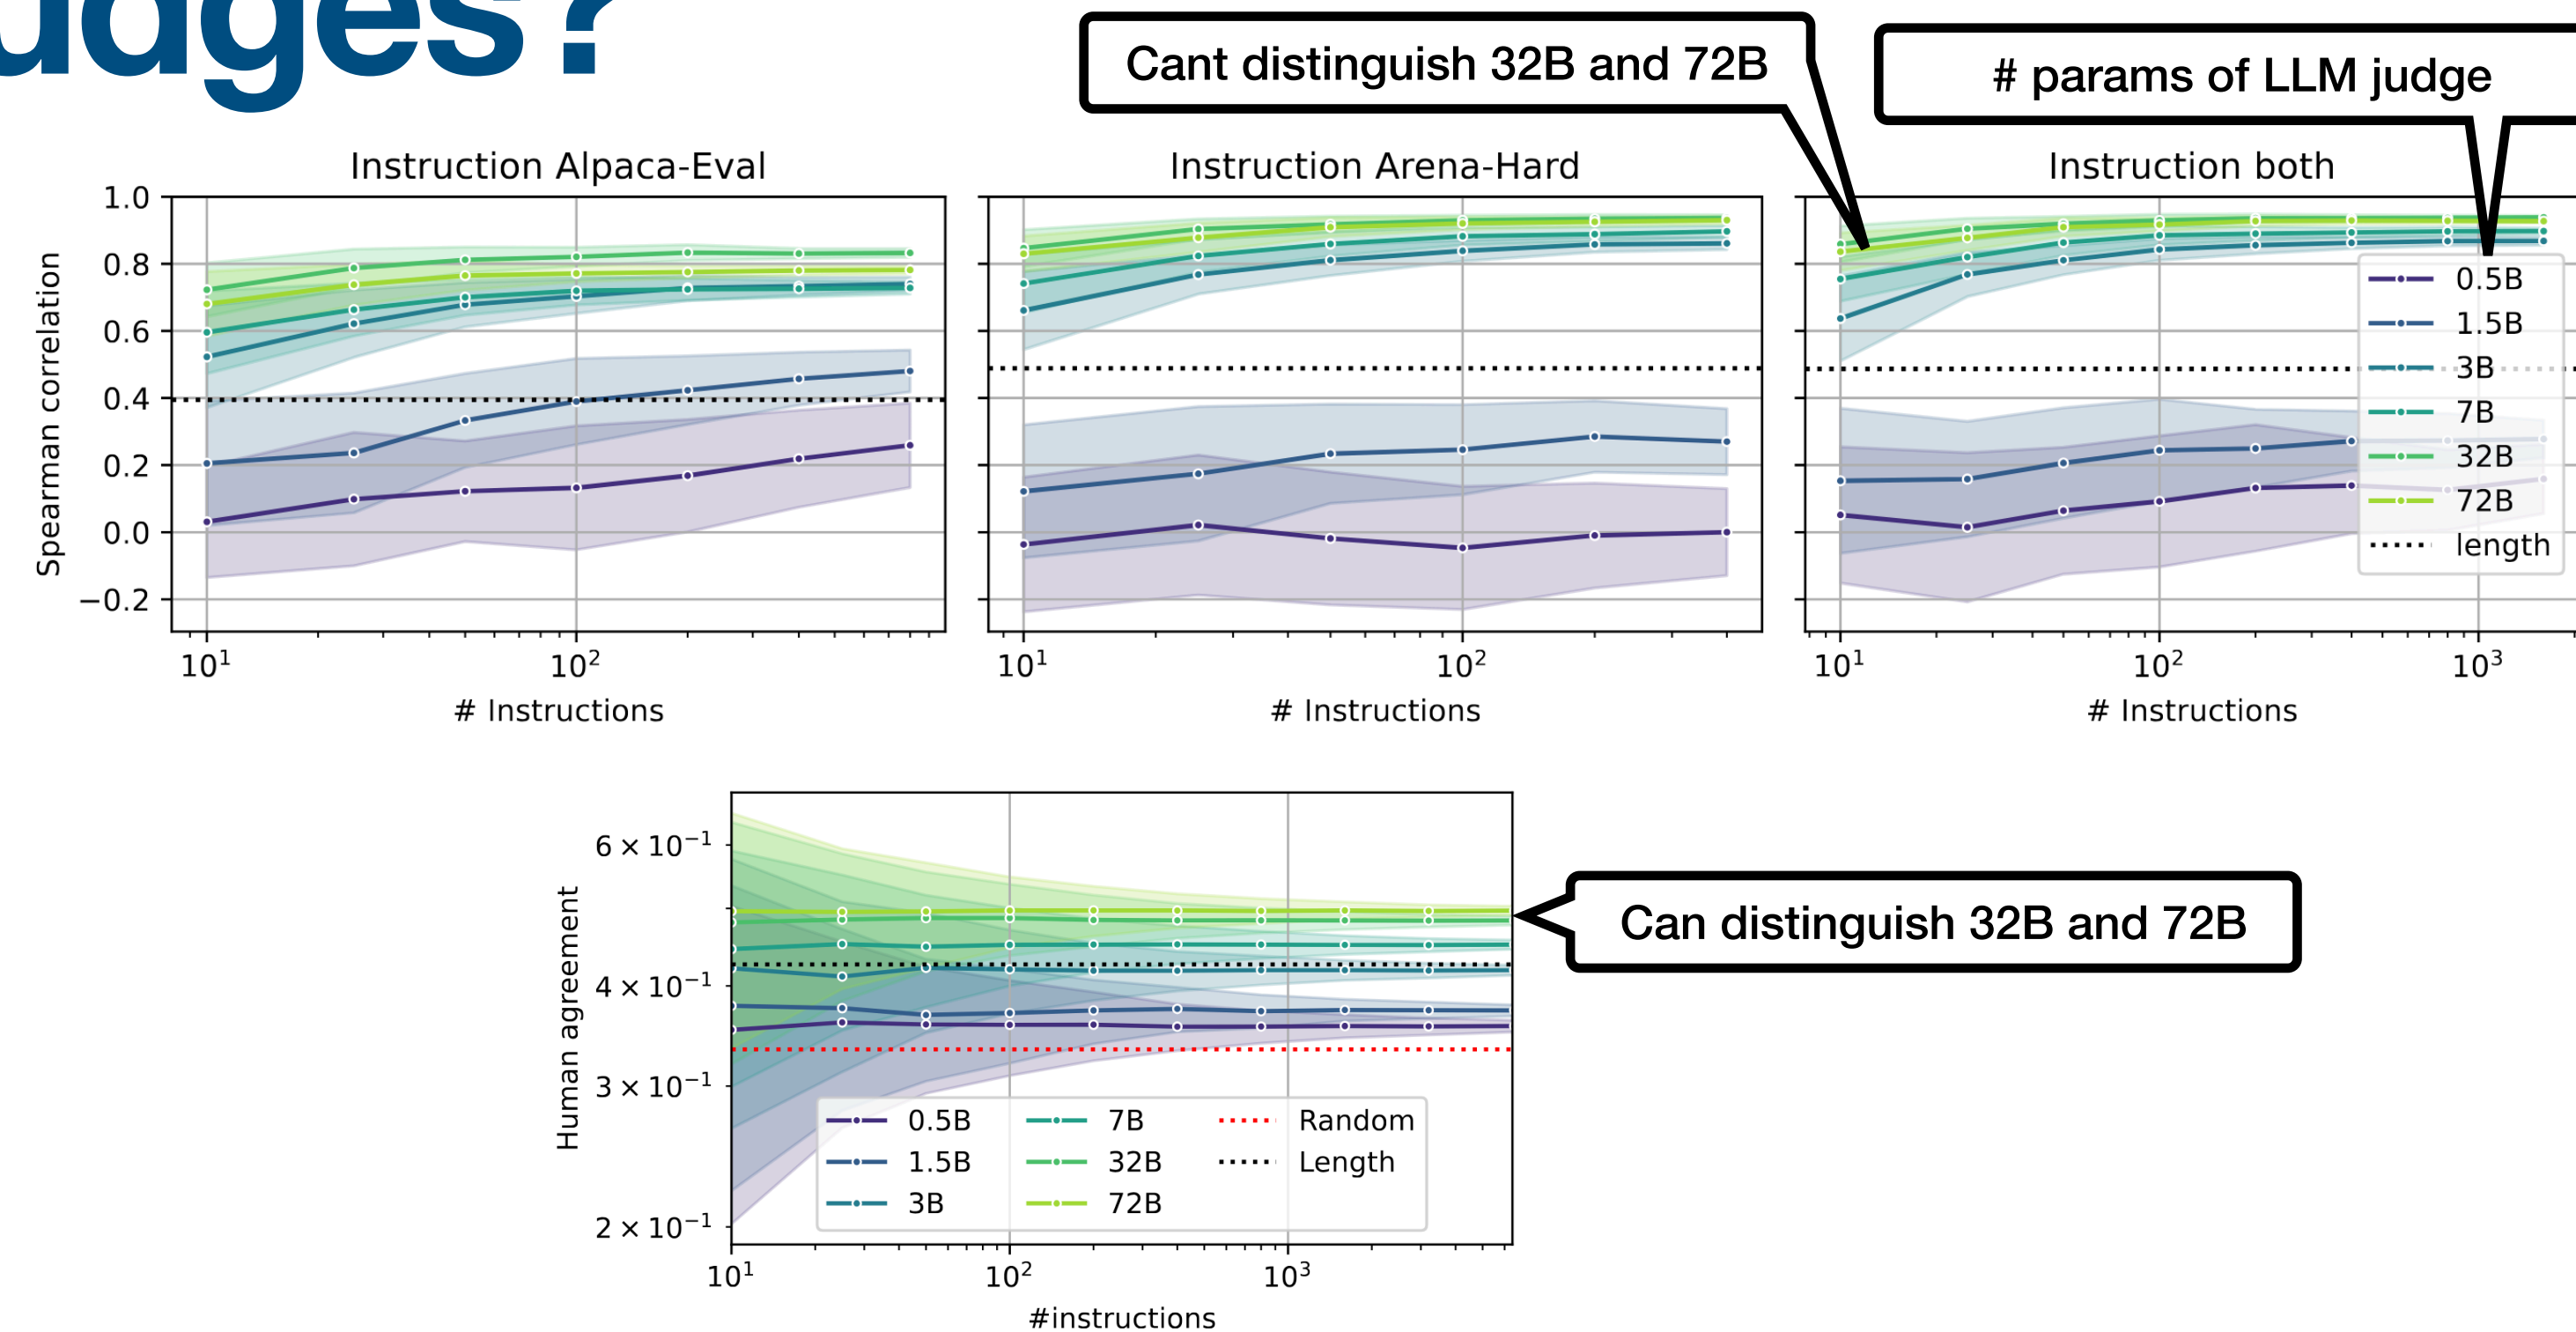 udges?
Cant distinguish 32B and 72B
# params of LLM judge
Instruction Alpaca-Eval
Instruction Arena-Hard
Instruction both
Spearman correlation
1.0
0.8
0.6
0.4
0.2
0.0
−0.2
0.5B
1.5B
3B
7B
32B
72B
length
10¹
10²
10¹
10²
10¹
10²
10³
# Instructions
# Instructions
# Instructions
Human agreement
6 × 10⁻¹
4 × 10⁻¹
3 × 10⁻¹
2 × 10⁻¹
Can distinguish 32B and 72B
0.5B
1.5B
3B
7B
32B
72B
Random
Length
10¹
10²
10³
#instructions